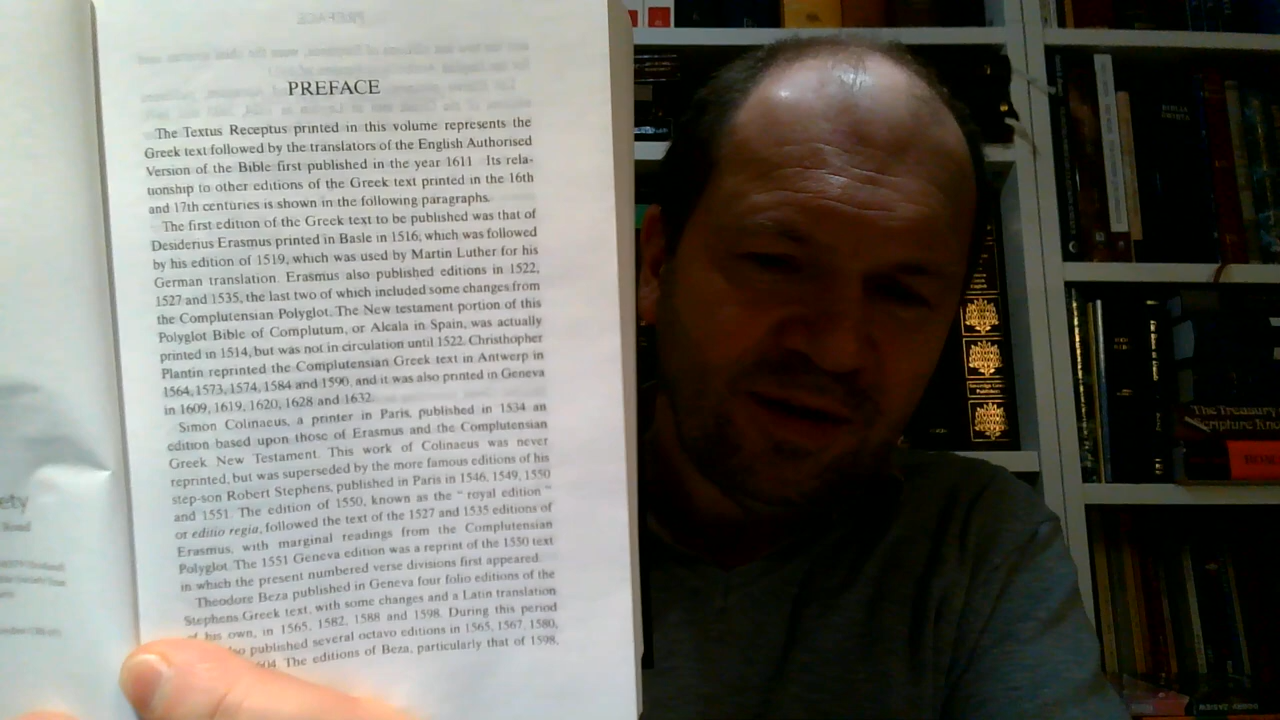 PREFACE
The Textus Receptus printed in this volume represents the
Greek text followed by the translators of the English Authorised
Version of the Bible first published in the year 1611 Its rela-
tionship to other editions of the Greek text printed in the 16th
and 17th centuries is shown in the following paragraphs.
The first edition of the Greek text to be published was that of
Desiderius Erasmus printed in Basle in 1516, which was followed
by his edition of 1519, which was used by Martin Luther for his
German translation. Erasmus also published editions in 1522,
1527 and 1535, the last two of which included some changes from
the Complutensian Polyglot. The New testament portion of this
Polyglot Bible of Complutum, or Alcala in Spain, was actually
printed in 1514, but was not in circulation until 1522. Christhopher
Plantin reprinted the Complutensian Greek text in Antwerp in
1564, 1573, 1574, 1584 and 1590, and it was also printed in Geneva
in 1609, 1619, 1620, 1628 and 1632.
Simon Colinaeus, a printer in Paris, published in 1534 an
edition based upon those of Erasmus and the Complutensian
Greek New Testament. This work of Colinaeus was never
reprinted, but was superseded by the more famous editions of his
step-son Robert Stephens, published in Paris in 1546, 1549, 1550
and 1551. The edition of 1550, known as the “ royal edition ”
or editio regia, followed the text of the 1527 and 1535 editions of
Erasmus, with marginal readings from the Complutensian
Polyglot. The 1551 Geneva edition was a reprint of the 1550 text
in which the present numbered verse divisions first appeared.
Theodore Beza published in Geneva four folio editions of the
Stephens Greek text, with some changes and a Latin translation
his own, in 1565, 1582, 1588 and 1598. During this period
published several octavo editions in 1565, 1567, 1580,
The editions of Beza, particularly that of 1598,
ety
Road
The Treasury
Scripture Kno